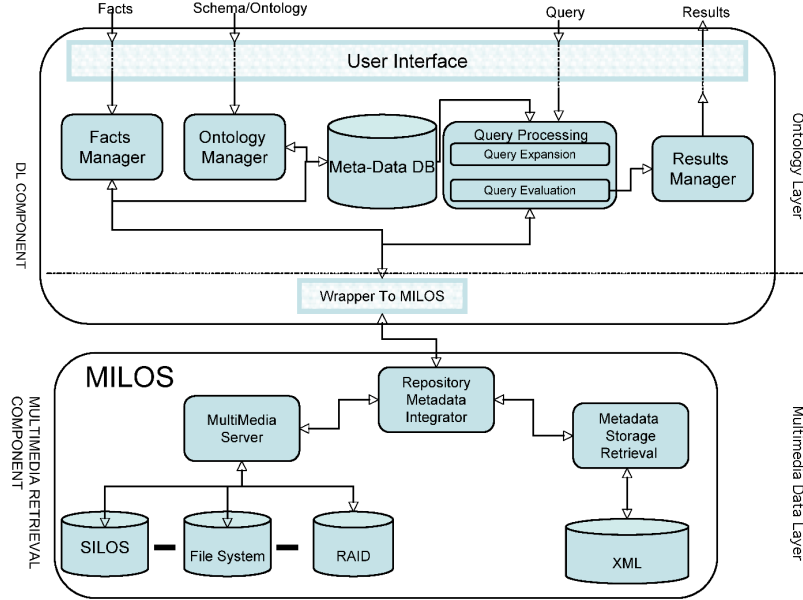 Facts
Schema/Ontology
Query
Results
User Interface
Facts
Manager
Ontology
Manager
Meta-Data DB
Query Processing
Query Expansion
Query Evaluation
Results
Manager
DL COMPONENT
Ontology Layer
Wrapper To MILOS
MILOS
Repository
Metadata
Integrator
MultiMedia
Server
Metadata
Storage
Retrieval
MULTIMEDIA RETRIEVAL
COMPONENT
Multimedia Data Layer
SILOS
File System
RAID
XML